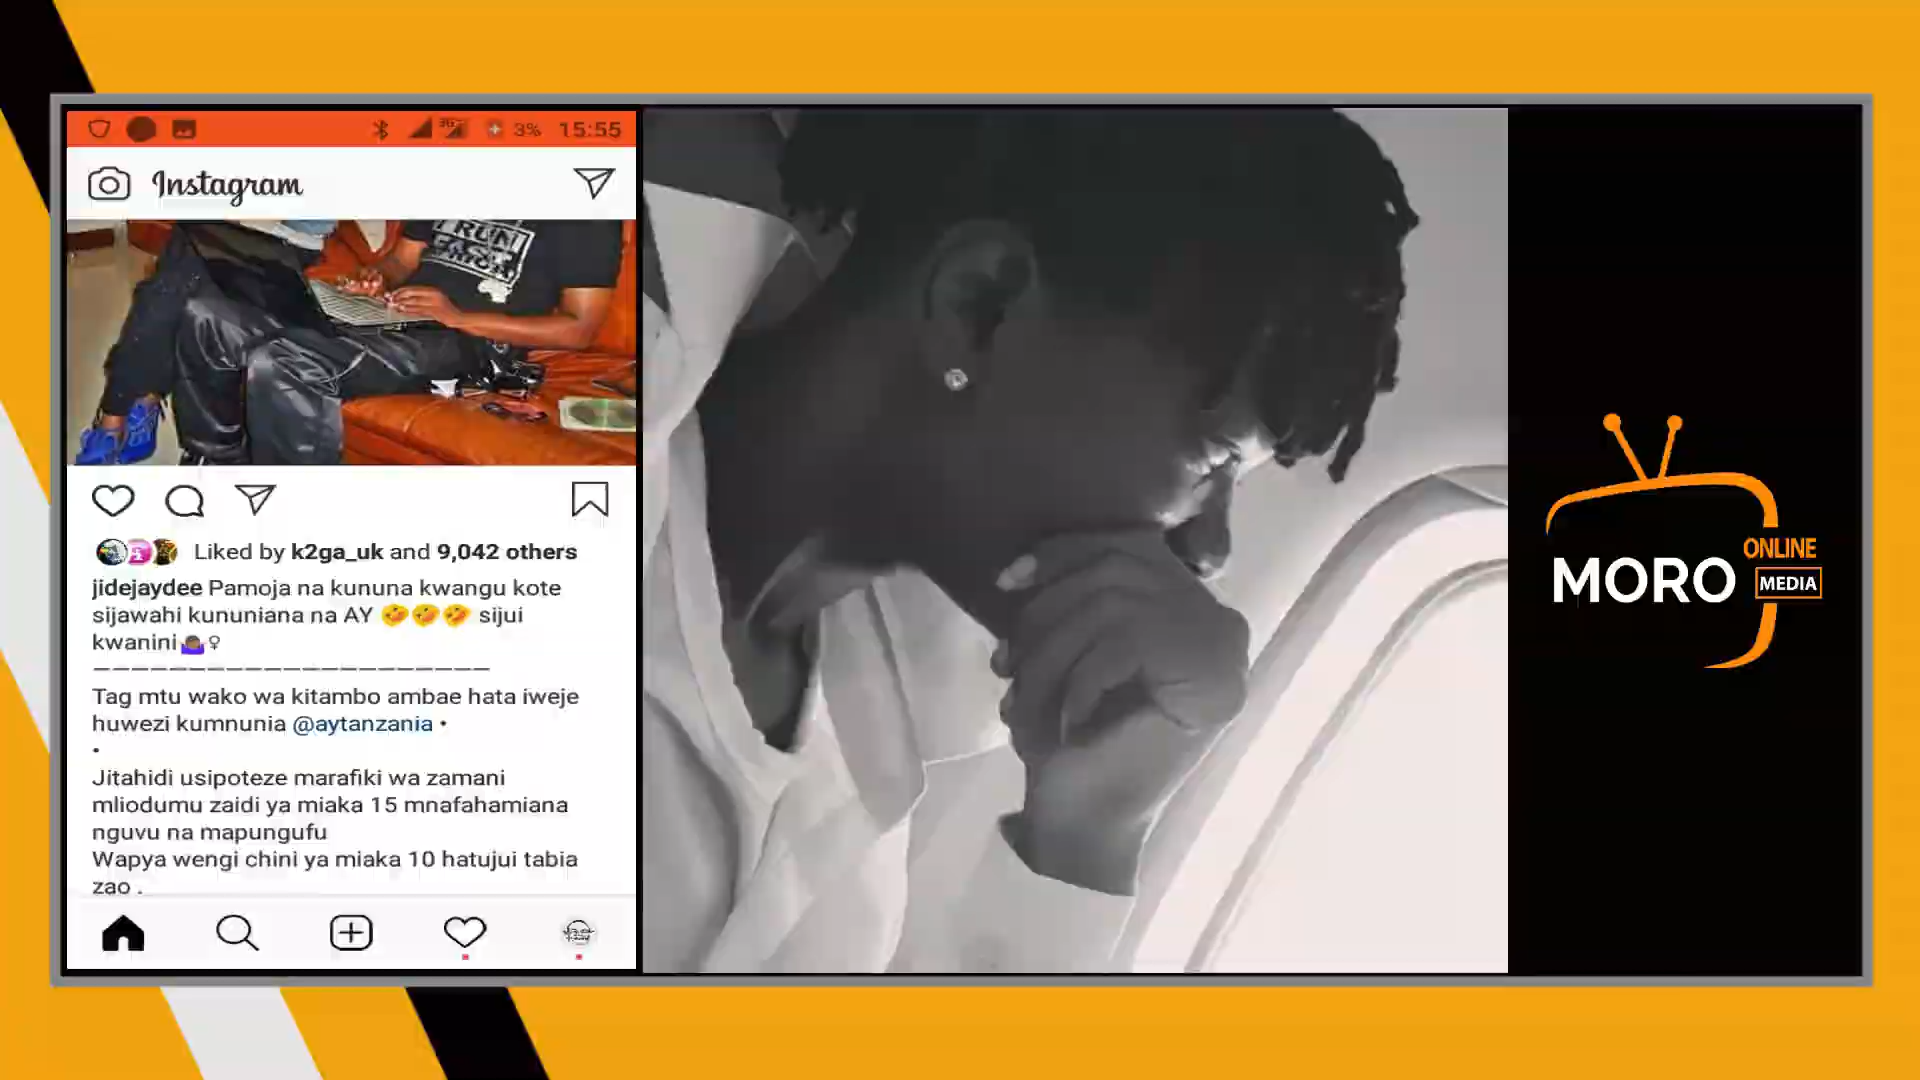 3G
3%
15:55
Instagram
RUN
FAST
Liked by k2ga_uk and 9,042 others
jidejaydee Pamoja na kununa kwangu kote
sijawahi kununiana na AY 🤣🤣🤣 sijui
kwanini🤷🏾♀
— — — — — — — — — — — — — — — — — — — — —
Tag mtu wako wa kitambo ambae hata iweje
huwezi kumnunia @aytanzania •
•
Jitahidi usipoteze marafiki wa zamani
mliodumu zaidi ya miaka 15 mnafahamiana
nguvu na mapungufu
Wapya wengi chini ya miaka 10 hatujui tabia
zao .
MORO
ONLINE
MEDIA